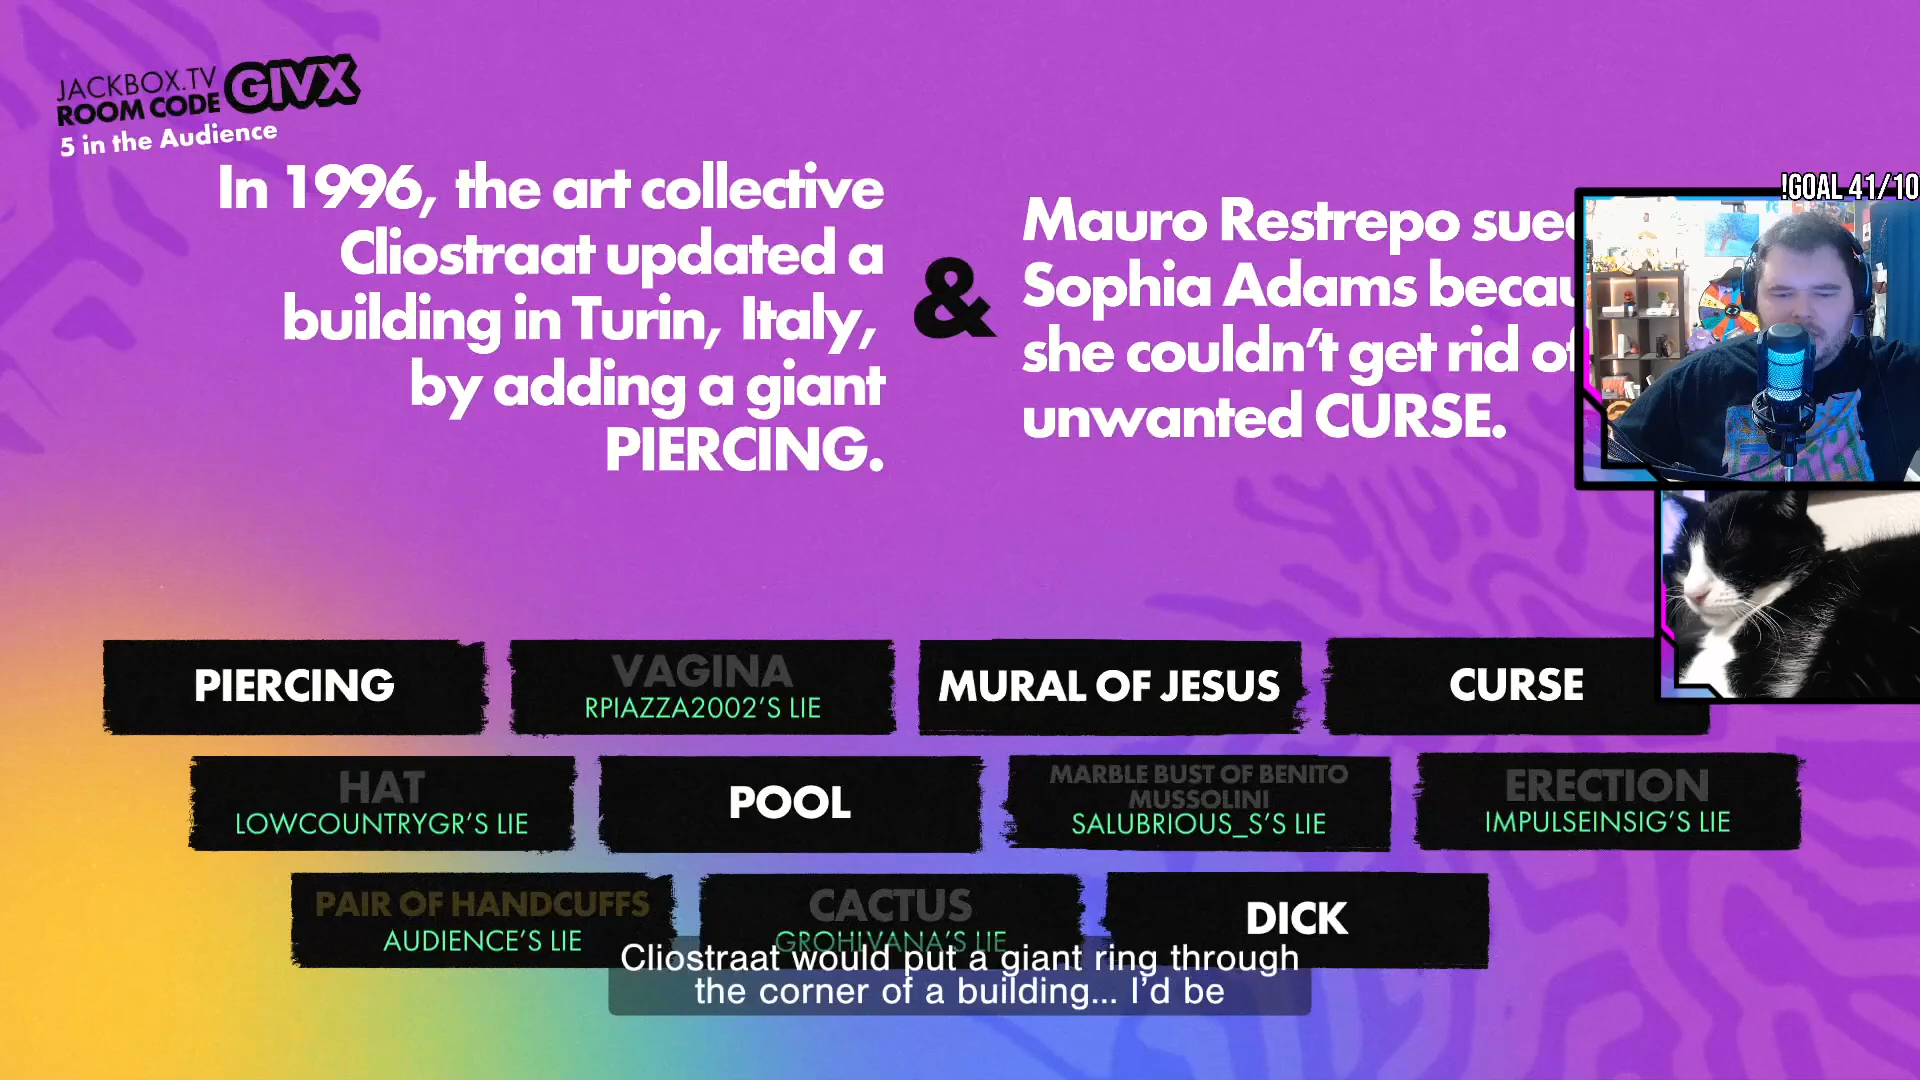 JACKBOX.TV
ROOM CODE GIVX
5 in the Audience
!GOAL 41/10
In 1996, the art collective
Cliostraat updated a
building in Turin, Italy,
by adding a giant
PIERCING.
&
Mauro Restrepo sued
Sophia Adams becau
she couldn't get rid of
unwanted CURSE.
PIERCING
VAGINA
RPIAZZA2002'S LIE
MURAL OF JESUS
CURSE
HAT
LOWCOUNTRYGR'S LIE
POOL
MARBLE BUST OF BENITO
MUSSOLINI
SALUBRIOUS_S'S LIE
ERECTION
IMPULSEINSIG'S LIE
PAIR OF HANDCUFFS
AUDIENCE'S LIE
CACTUS
GROHIVANA'S LIE
DICK
Cliostraat would put a giant ring through
the corner of a building... I'd be